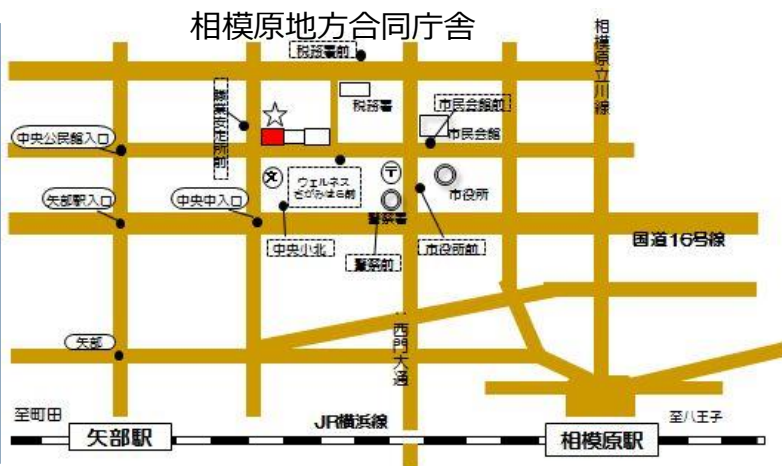 相模原地方合同庁舎
税務署前
相模原立川線
税務署
市民会館前
中央公民館入口
市民会館
文
ウェルネス
さがみはら前
〒
市役所
矢部駅入口
中央中入口
警察署
国道16号線
中央小北
警察前
市役所前
矢部
西門大通
至町田
JR横浜線
至八王子
矢部駅
相模原駅